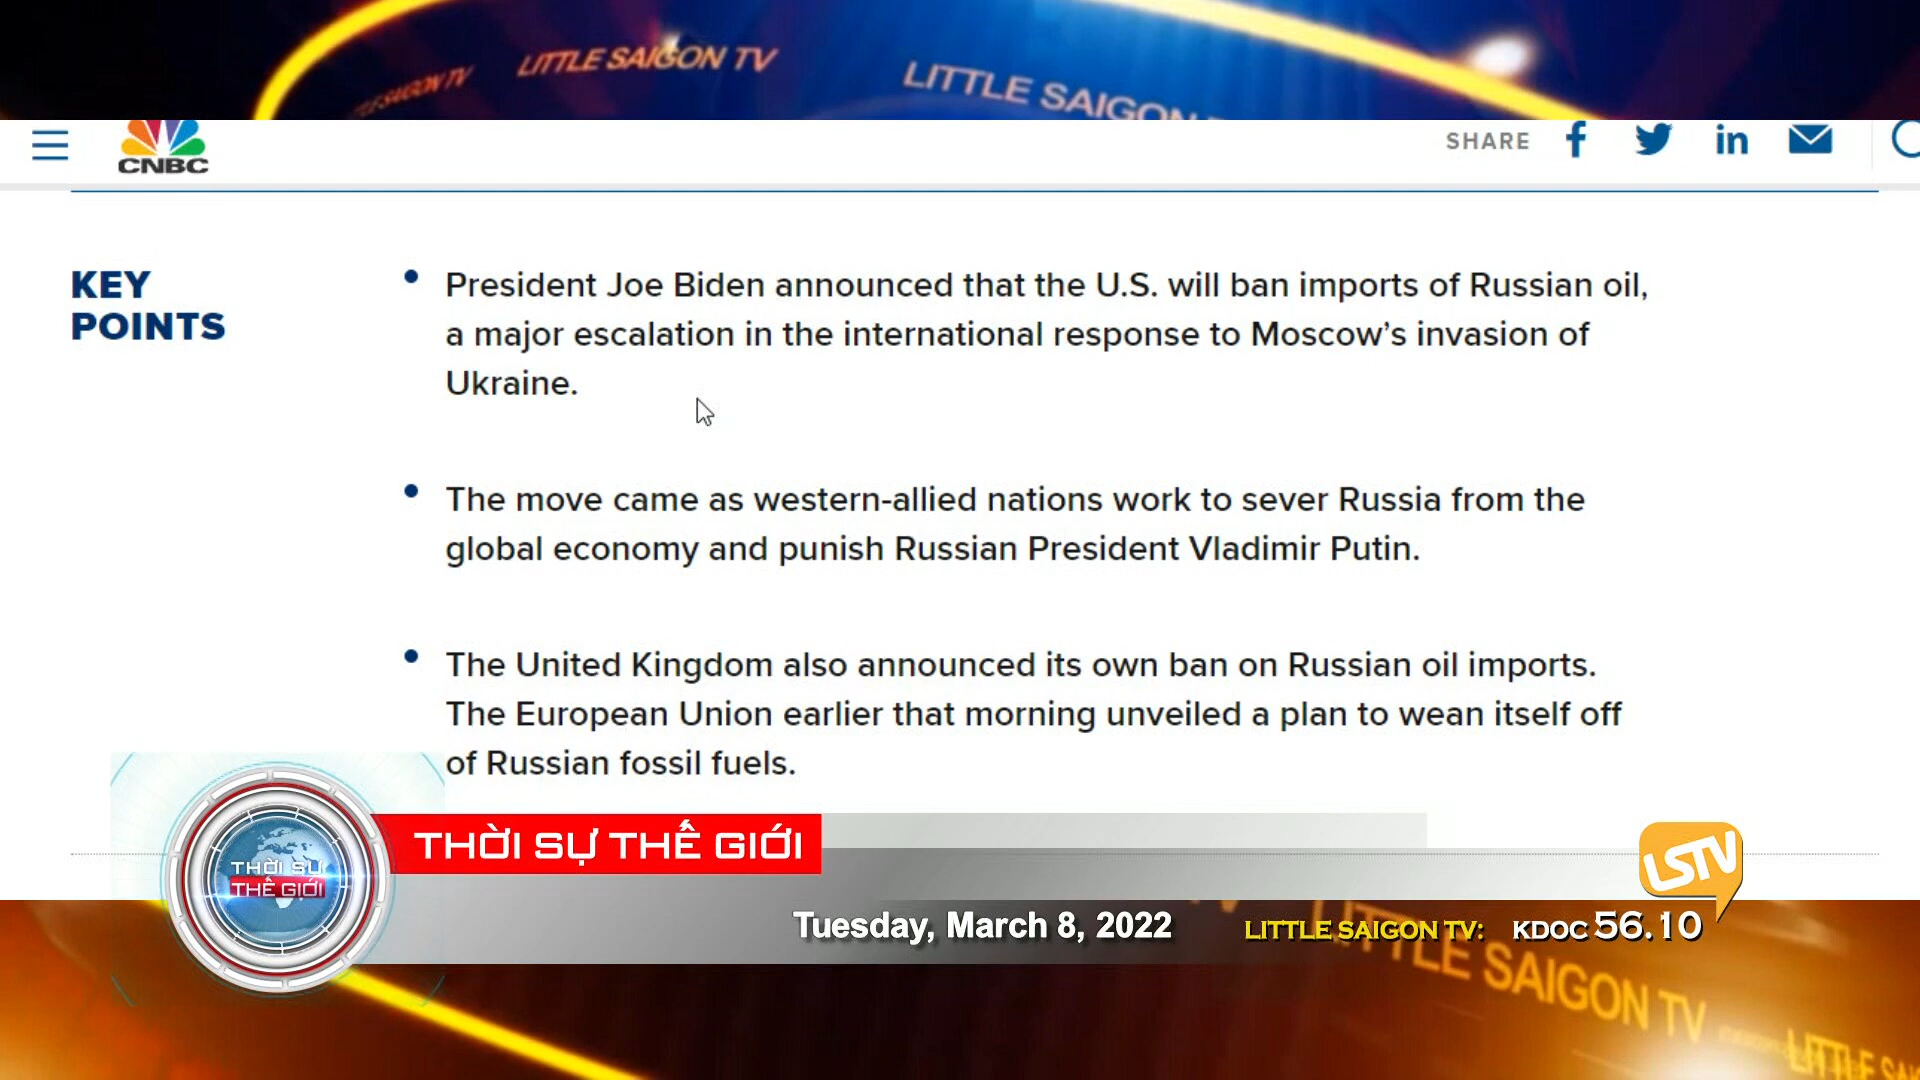 LITTLE SAIGON TV
LITTLE SAIGON
CNBC
SHARE
KEY
POINTS
President Joe Biden announced that the U.S. will ban imports of Russian oil,
a major escalation in the international response to Moscow’s invasion of
Ukraine.
The move came as western-allied nations work to sever Russia from the
global economy and punish Russian President Vladimir Putin.
The United Kingdom also announced its own ban on Russian oil imports.
The European Union earlier that morning unveiled a plan to wean itself off
of Russian fossil fuels.
THỜI SỰ THẾ GIỚI
THỜI SỰ
THẾ GIỚI
LSTV
Tuesday, March 8, 2022
LITTLE SAIGON TV: KDOC 56.10
SAIGON TV